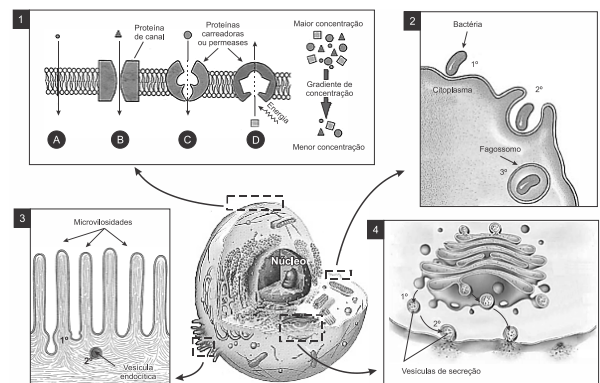 1
Proteína
de canal
Proteínas
carreadoras
ou permeases
Maior concentração
Gradiente de
concentração
Menor concentração
Energia
A
B
C
D
2
Bactéria
1º
Citoplasma
2º
Fagossomo
3º
3
Microvilosidades
1º
2º
Vesícula
endocítica
Núcleo
4
1º
2º
Vesículas de secreção